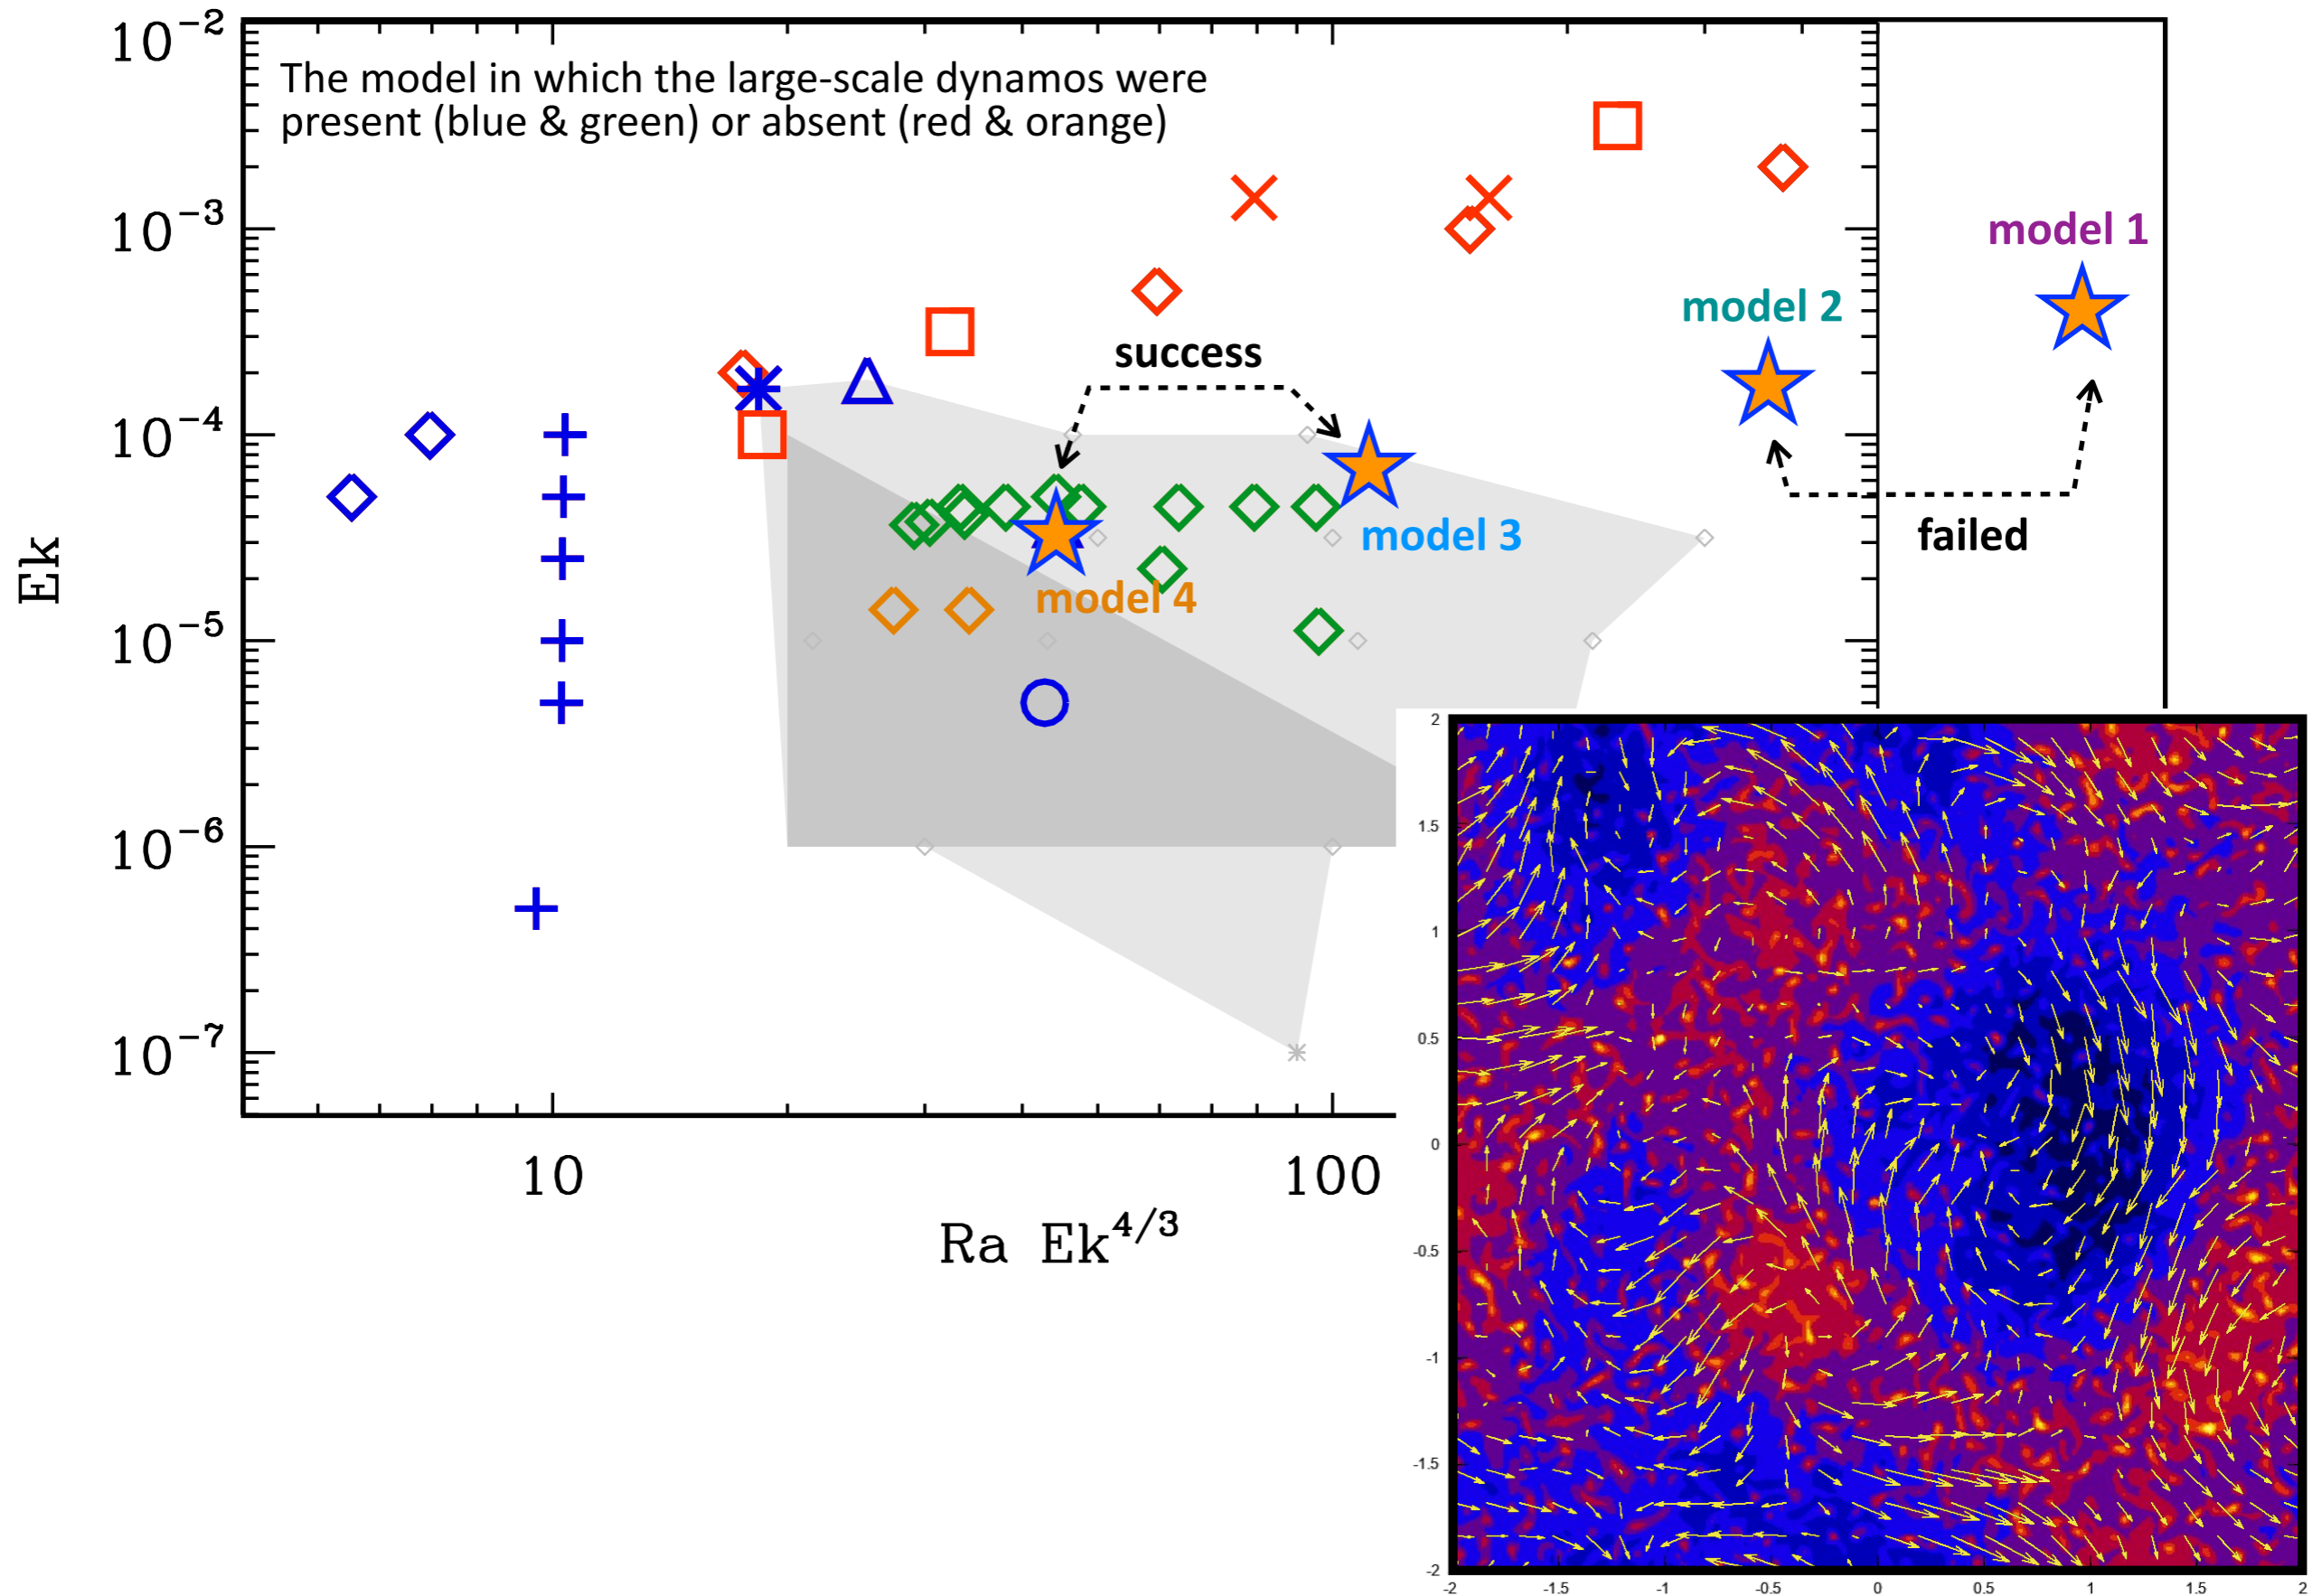 The model in which the large-scale dynamos were
present (blue & green) or absent (red & orange)
10⁻²
10⁻³
10⁻⁴
10⁻⁵
10⁻⁶
10⁻⁷
Ek
model 1
model 2
success
model 3
failed
model 4
10
100
Ra Ek⁴/³
2
1.5
1
0.5
0
-0.5
-1
-1.5
-2
-2 -1.5 -1 -0.5 0 0.5 1 1.5 2